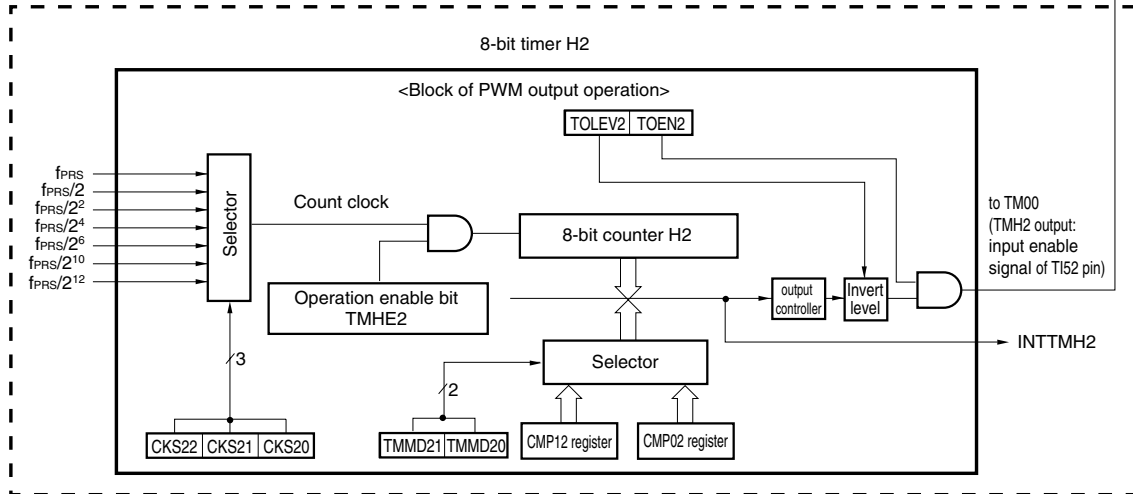 8-bit timer H2
<Block of PWM output operation>
TOLEV2 TOEN2
fPRS
fPRS/2
fPRS/2²
fPRS/2⁴
fPRS/2⁶
fPRS/2¹⁰
fPRS/2¹²
Selector
Count clock
8-bit counter H2
Operation enable bit
TMHE2
output
controller
Invert
level
to TM00
(TMH2 output:
input enable
signal of TI52 pin)
INTTMH2
Selector
3
2
CKS22 CKS21 CKS20
TMMD21 TMMD20
CMP12 register
CMP02 register